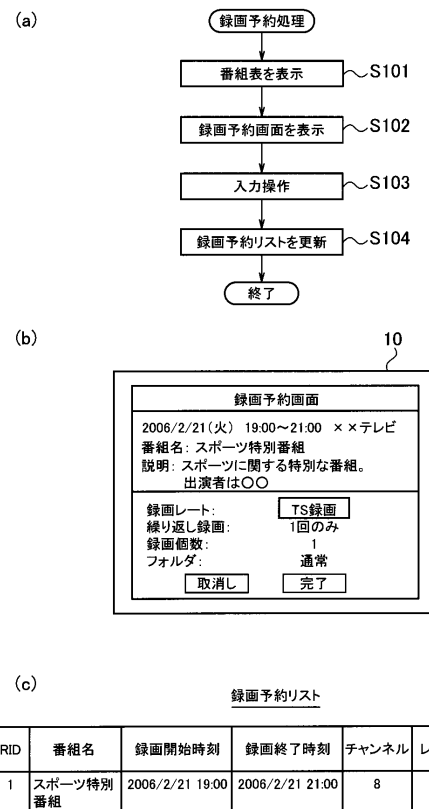 (a)
録画予約処理
番組表を表示 S101
録画予約画面を表示 S102
入力操作 S103
録画予約リストを更新 S104
終了
(b)
10
録画予約画面
2006/2/21(火) 19:00～21:00 ××テレビ
番組名: スポーツ特別番組
説明: スポーツに関する特別な番組。
出演者は○○
録画レート: TS録画
繰り返し録画: 1回のみ
録画個数: 1
フォルダ: 通常
取消し 完了
(c)
録画予約リスト
RID 番組名 録画開始時刻 録画終了時刻 チャンネル レ
1 スポーツ特別 2006/2/21 19:00 2006/2/21 21:00 8
番組